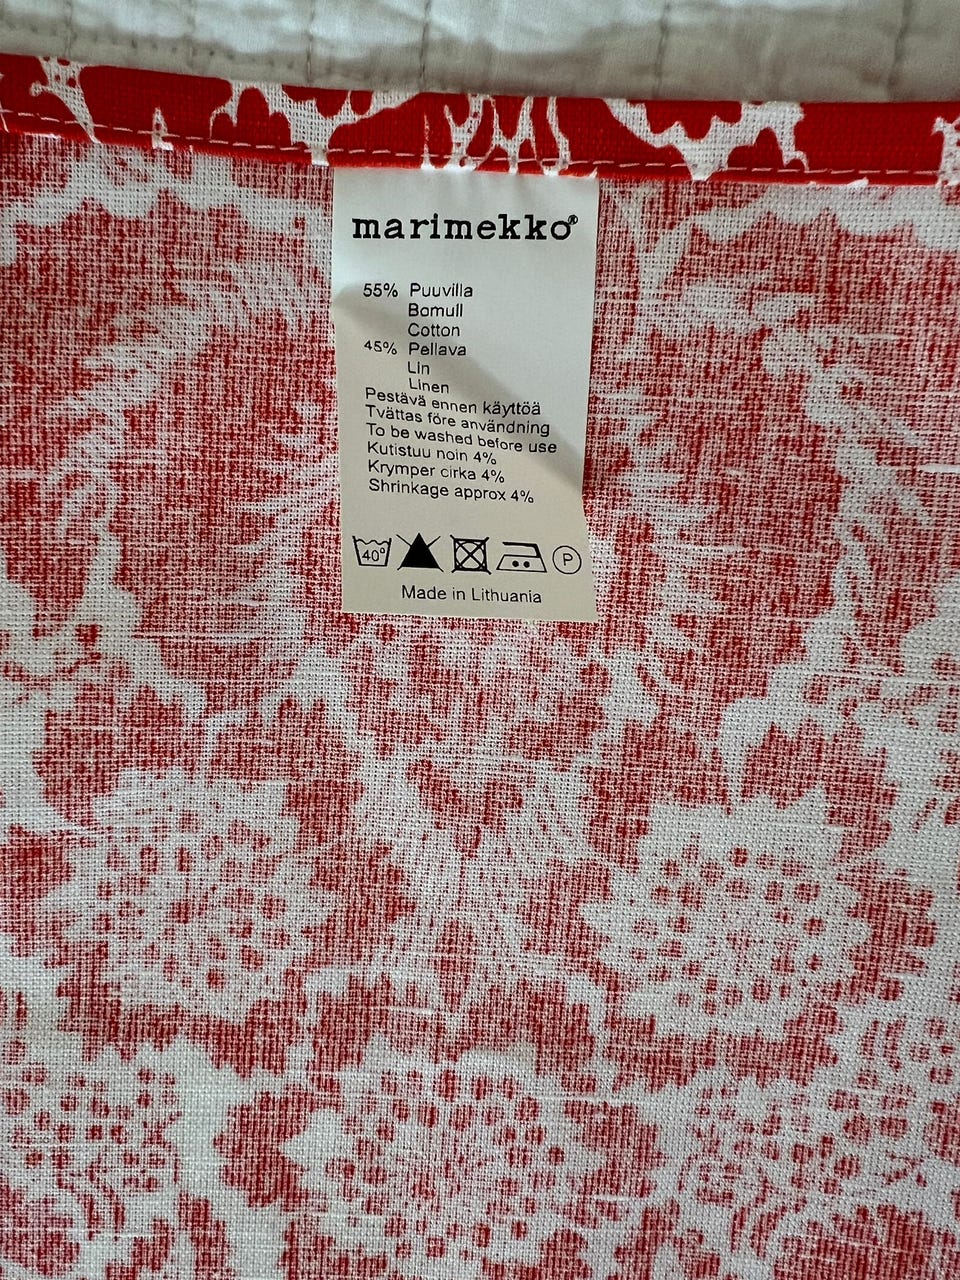 marimekko®
55% Puuvilla
Bomull
Cotton
45% Pellava
Lin
Linen
Pestävä ennen käyttöä
Tvättas före användning
To be washed before use
Kutistuu noin 4%
Krymper cirka 4%
Shrinkage approx 4%
40° P
Made in Lithuania